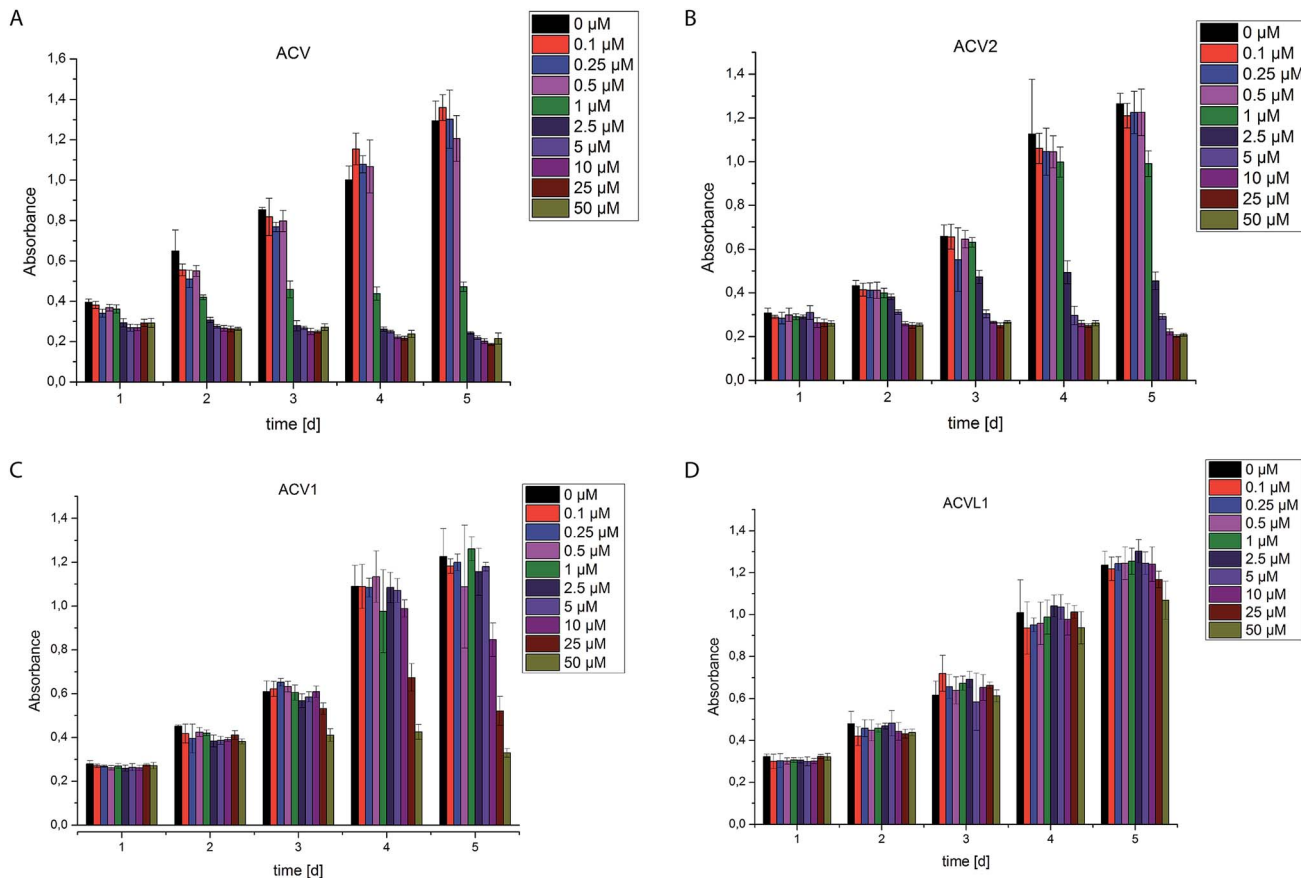 A
ACV
Absorbance
1,6
1,4
1,2
1,0
0,8
0,6
0,4
0,2
0,0
1 2 3 4 5
time [d]
0 µM
0.1 µM
0.25 µM
0.5 µM
1 µM
2.5 µM
5 µM
10 µM
25 µM
50 µM
B
ACV2
Absorbance
1,4
1,2
1,0
0,8
0,6
0,4
0,2
0,0
1 2 3 4 5
time [d]
0 µM
0.1 µM
0.25 µM
0.5 µM
1 µM
2.5 µM
5 µM
10 µM
25 µM
50 µM
C
ACV1
Absorbance
1,4
1,2
1,0
0,8
0,6
0,4
0,2
0,0
1 2 3 4 5
time [d]
0 µM
0.1 µM
0.25 µM
0.5 µM
1 µM
2.5 µM
5 µM
10 µM
25 µM
50 µM
D
ACVL1
Absorbance
1,4
1,2
1,0
0,8
0,6
0,4
0,2
0,0
1 2 3 4 5
time [d]
0 µM
0.1 µM
0.25 µM
0.5 µM
1 µM
2.5 µM
5 µM
10 µM
25 µM
50 µM